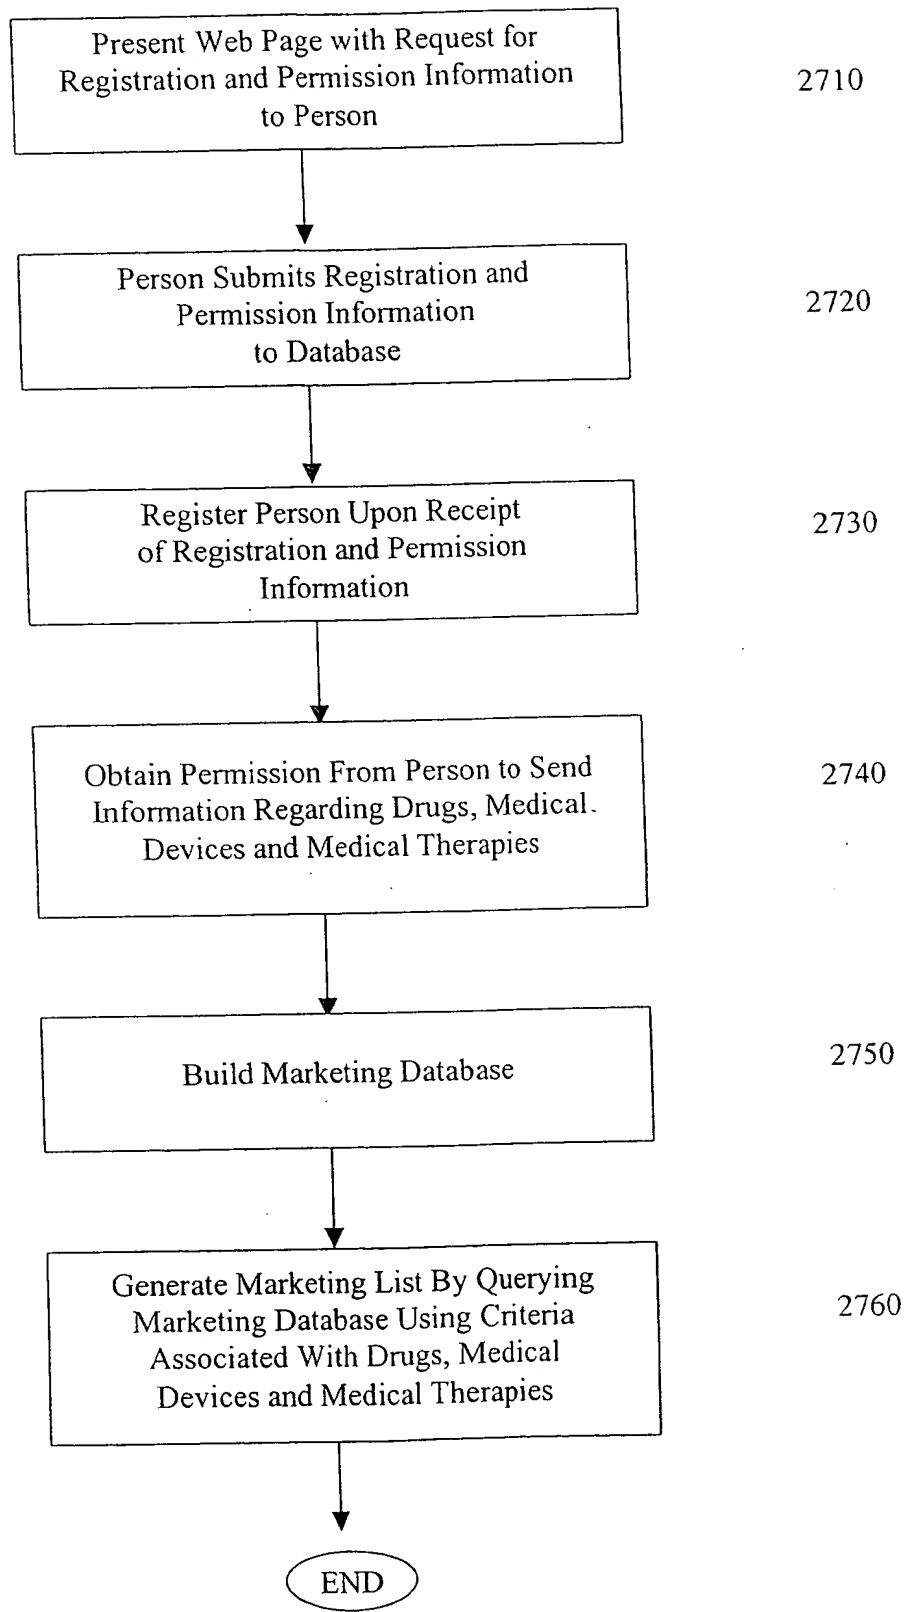 Present Web Page with Request for
Registration and Permission Information
to Person
2710
Person Submits Registration and
Permission Information
to Database
2720
Register Person Upon Receipt
of Registration and Permission
Information
2730
Obtain Permission From Person to Send
Information Regarding Drugs, Medical
Devices and Medical Therapies
2740
Build Marketing Database
2750
Generate Marketing List By Querying
Marketing Database Using Criteria
Associated With Drugs, Medical
Devices and Medical Therapies
2760
END